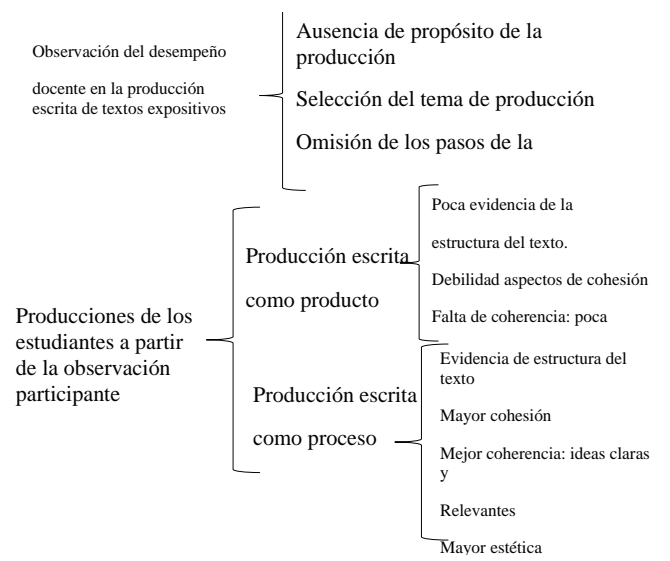 Observación del desempeño
docente en la producción
escrita de textos expositivos
Ausencia de propósito de la
producción
Selección del tema de producción
Omisión de los pasos de la
Producciones de los
estudiantes a partir
de la observación
participante
Producción escrita
como producto
Poca evidencia de la
estructura del texto.
Debilidad aspectos de cohesión
Falta de coherencia: poca
Producción escrita
como proceso
Evidencia de estructura del
texto
Mayor cohesión
Mejor coherencia: ideas claras
y
Relevantes
Mayor estética